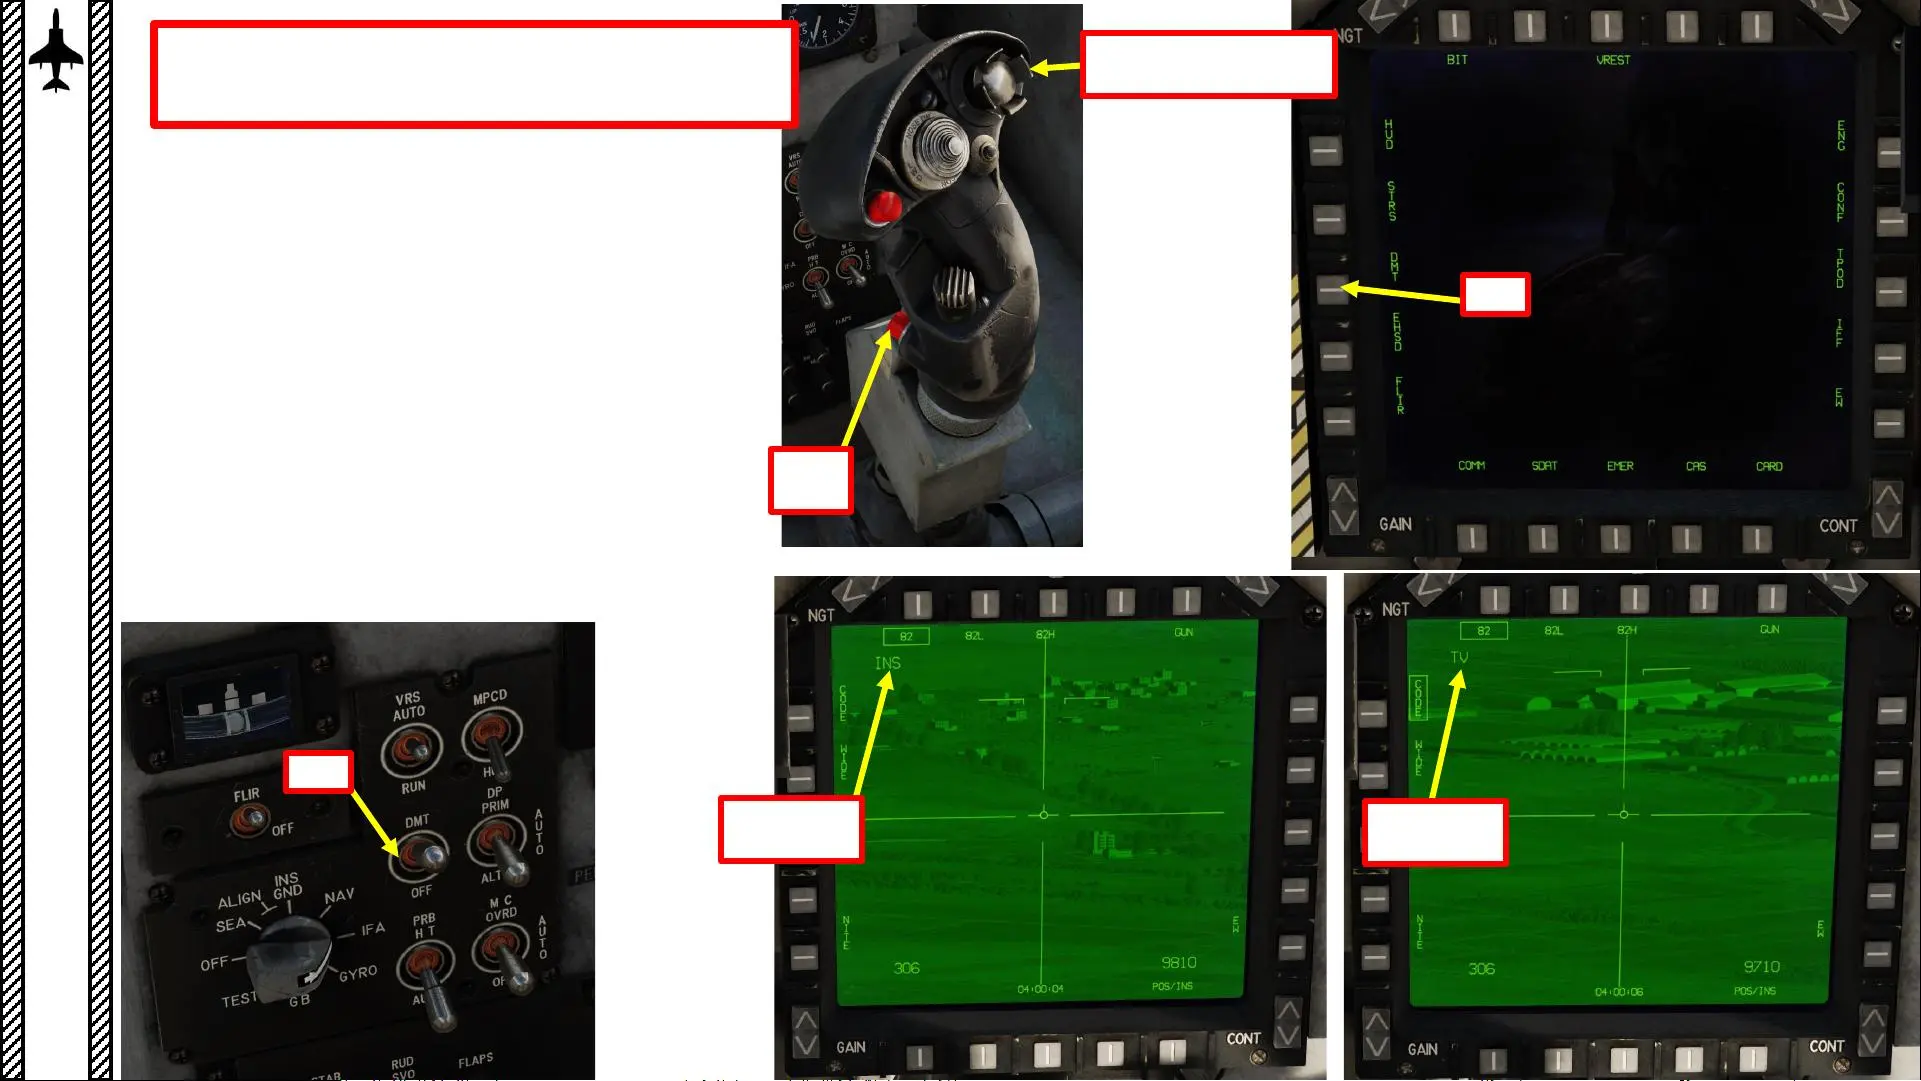 NGT
BIT
VREST
HUD
STRS
DMT
EHSD
FLIR
ENG
CONF
TPOD
IFF
EW
COMM
SDAT
EMER
CAS
CARD
GAIN
CONT
VRS
AUTO
RUN
MPCD
FLIR
OFF
DMT
OFF
DP
PRIM
AUTO
ALT
INS
ALIGN
GND
NAV
SEA
IFA
OFF
GYRO
TEST
GB
PRB
HT
M C
OVRD
AUTO
RUD
SVO
FLAPS
NGT
82
82L
82H
GUN
INS
CODE
WIDE
NITE
EW
306
9810
04:00:04
POS/INS
GAIN
CONT
NGT
82
82L
82H
GUN
TV
CODE
WIDE
NITE
EW
306
9710
04:00:06
POS/INS
GAIN
CONT